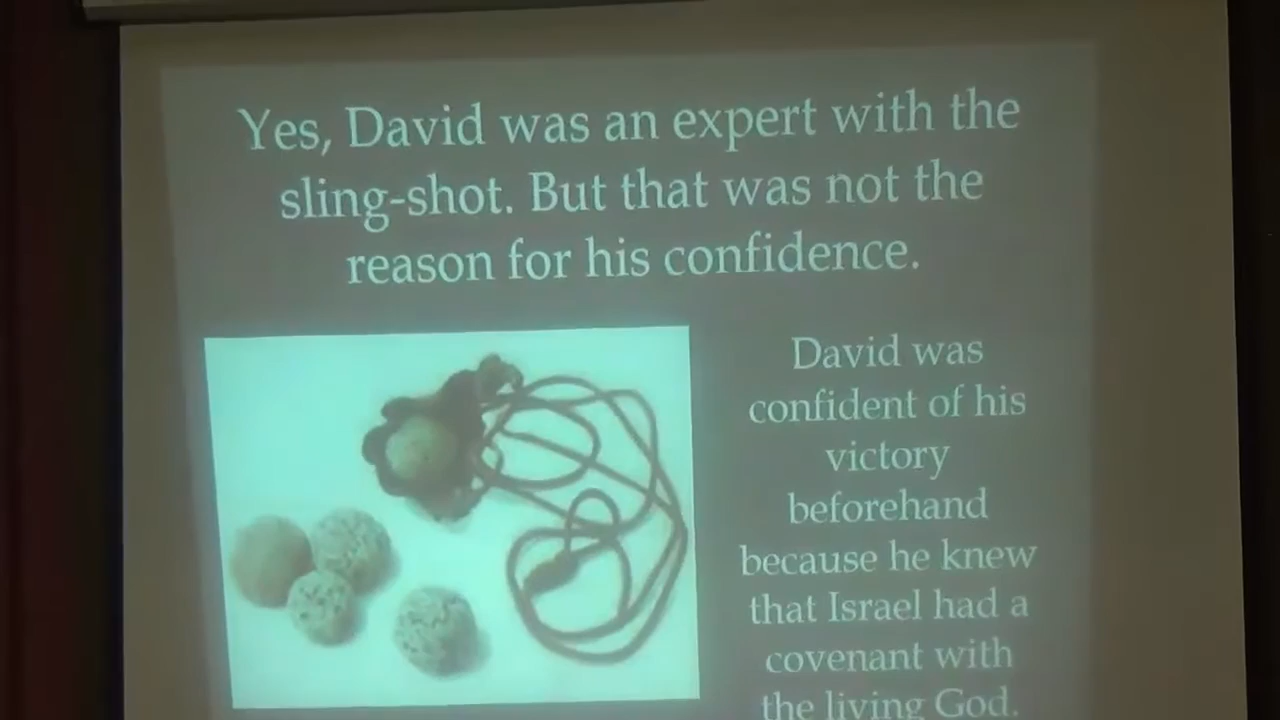 Yes, David was an expert with the
sling-shot. But that was not the
reason for his confidence.
David was
confident of his
victory
beforehand
because he knew
that Israel had a
covenant with
the living God.